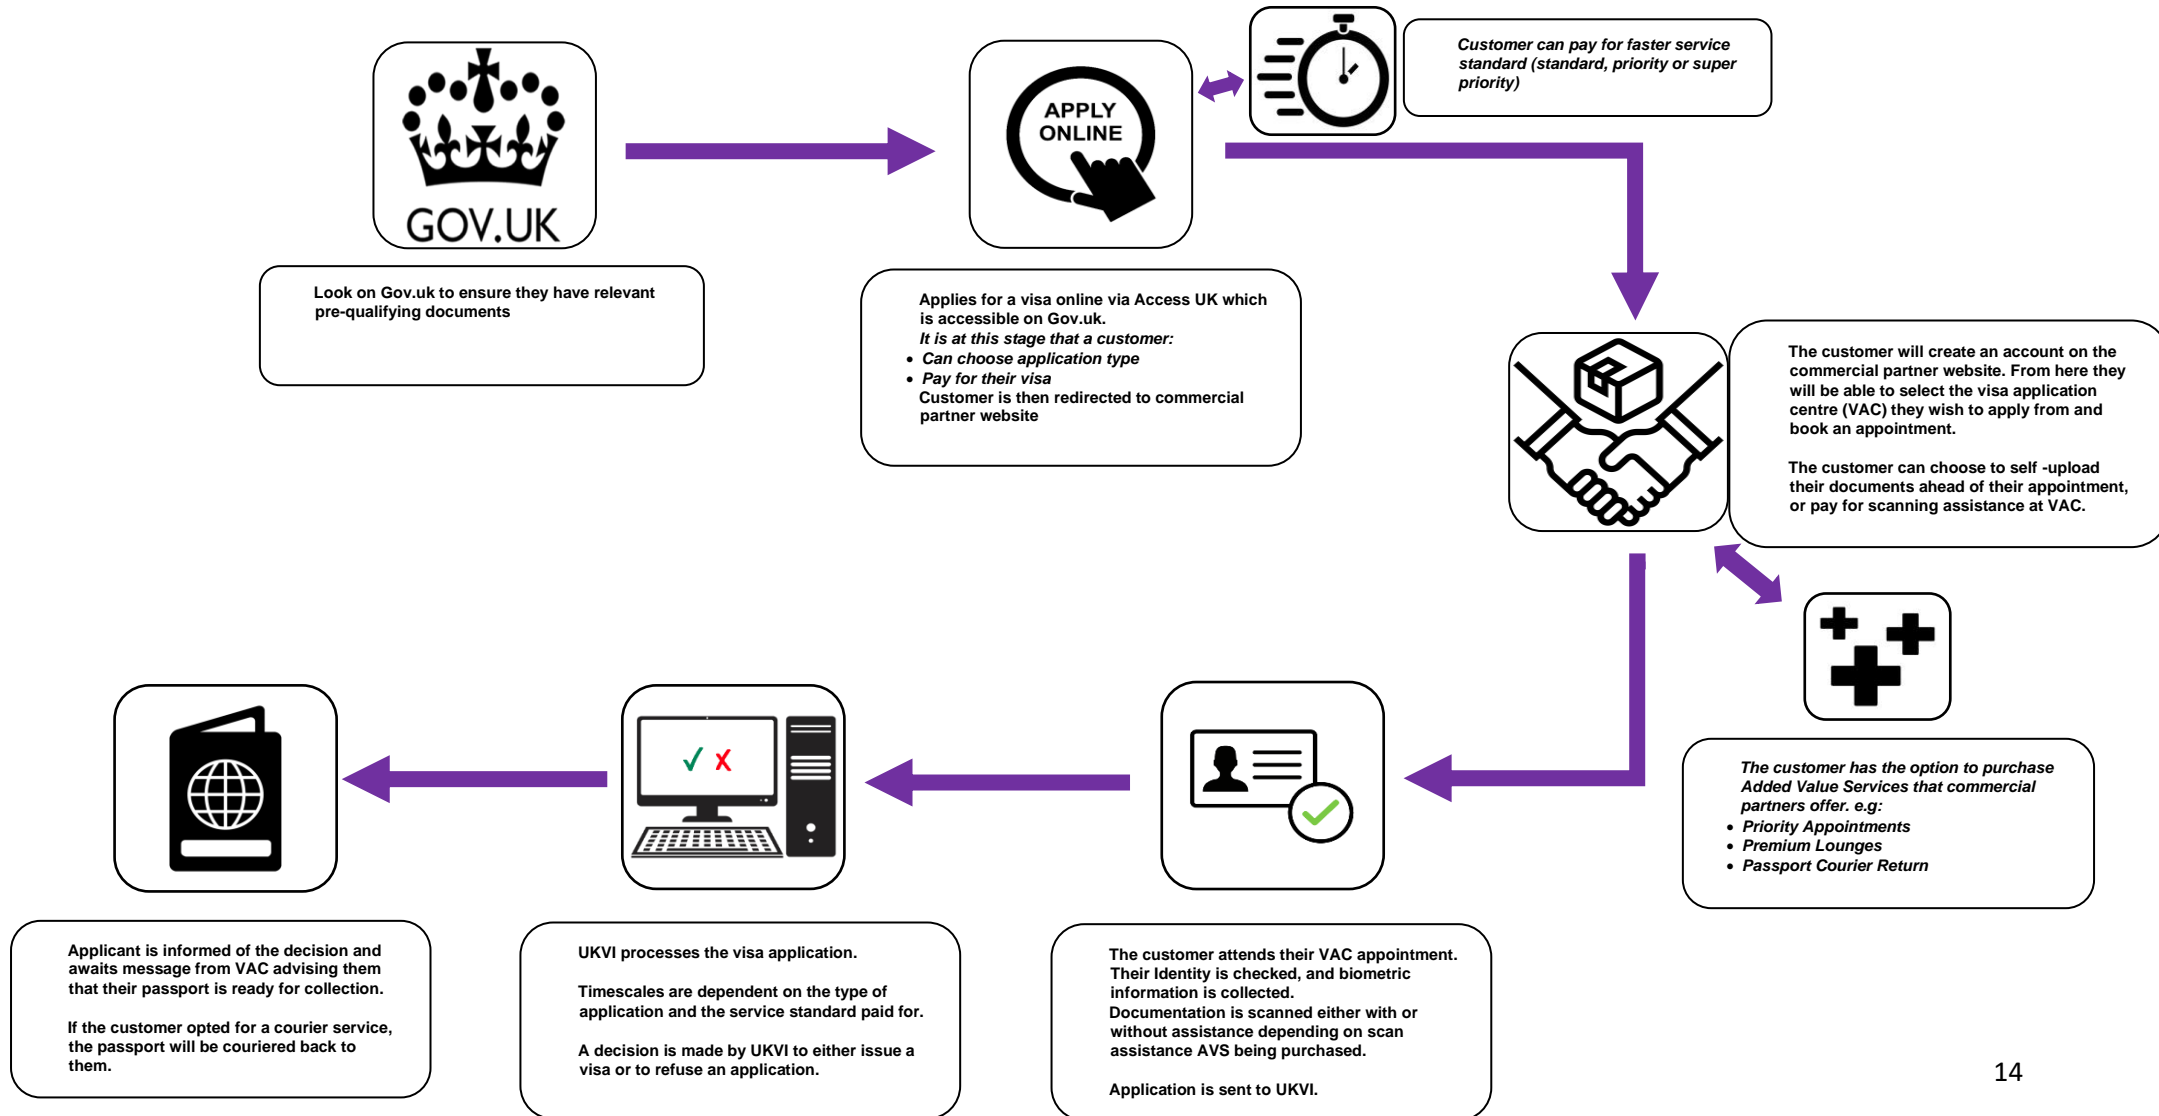 GOV.UK
Look on Gov.uk to ensure they have relevant
pre-qualifying documents
APPLY
ONLINE
Applies for a visa online via Access UK which
is accessible on Gov.uk.
It is at this stage that a customer:
• Can choose application type
• Pay for their visa
Customer is then redirected to commercial
partner website
Customer can pay for faster service
standard (standard, priority or super
priority)
The customer will create an account on the
commercial partner website. From here they
will be able to select the visa application
centre (VAC) they wish to apply from and
book an appointment.
The customer can choose to self -upload
their documents ahead of their appointment,
or pay for scanning assistance at VAC.
The customer has the option to purchase
Added Value Services that commercial
partners offer. e.g:
• Priority Appointments
• Premium Lounges
• Passport Courier Return
The customer attends their VAC appointment.
Their Identity is checked, and biometric
information is collected.
Documentation is scanned either with or
without assistance depending on scan
assistance AVS being purchased.
Application is sent to UKVI.
UKVI processes the visa application.
Timescales are dependent on the type of
application and the service standard paid for.
A decision is made by UKVI to either issue a
visa or to refuse an application.
Applicant is informed of the decision and
awaits message from VAC advising them
that their passport is ready for collection.
If the customer opted for a courier service,
the passport will be couriered back to
them.
14